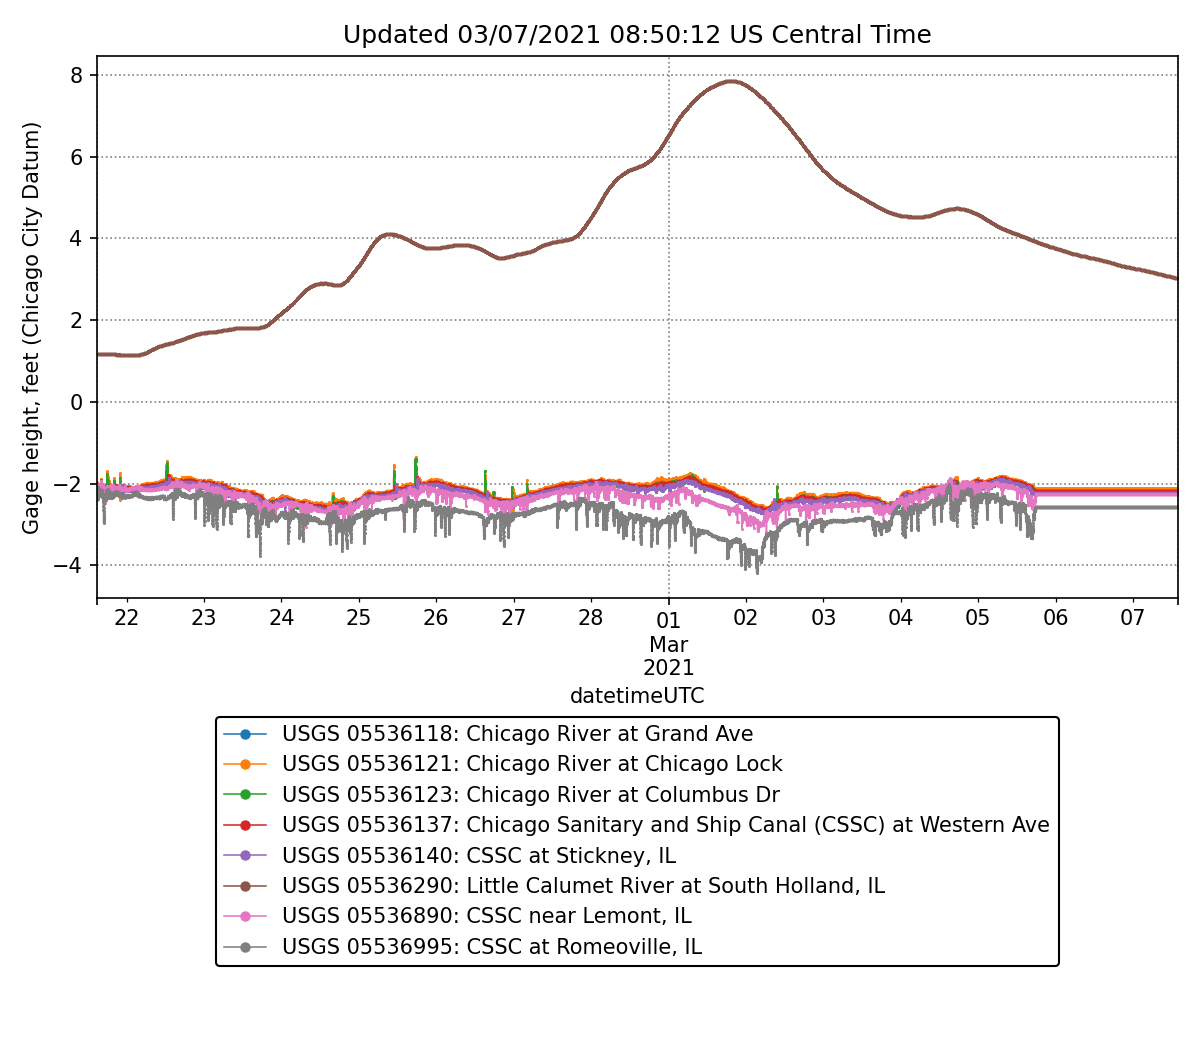 Updated 03/07/2021 08:50:12 US Central Time
Gage height, feet (Chicago City Datum)
8
6
4
2
0
−2
−4
22 23 24 25 26 27 28 01 02 03 04 05 06 07
Mar
2021
datetimeUTC
USGS 05536118: Chicago River at Grand Ave
USGS 05536121: Chicago River at Chicago Lock
USGS 05536123: Chicago River at Columbus Dr
USGS 05536137: Chicago Sanitary and Ship Canal (CSSC) at Western Ave
USGS 05536140: CSSC at Stickney, IL
USGS 05536290: Little Calumet River at South Holland, IL
USGS 05536890: CSSC near Lemont, IL
USGS 05536995: CSSC at Romeoville, IL